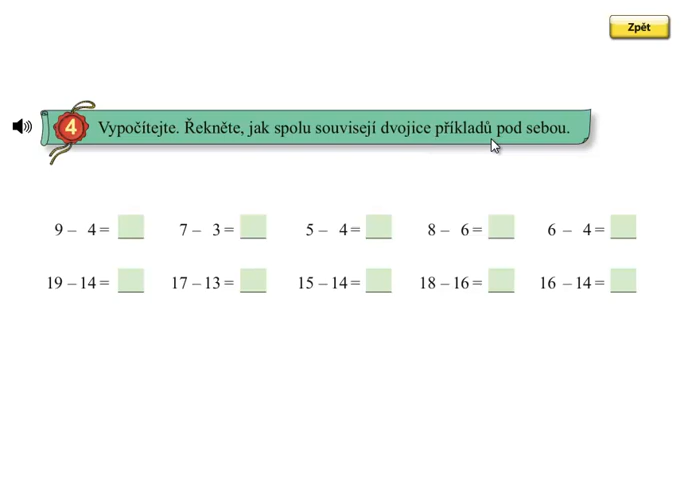 Zpět
4 Vypočítejte. Řekněte, jak spolu souvisejí dvojice příkladů pod sebou.
9 – 4 = 7 – 3 = 5 – 4 = 8 – 6 = 6 – 4 =
19 – 14 = 17 – 13 = 15 – 14 = 18 – 16 = 16 – 14 =